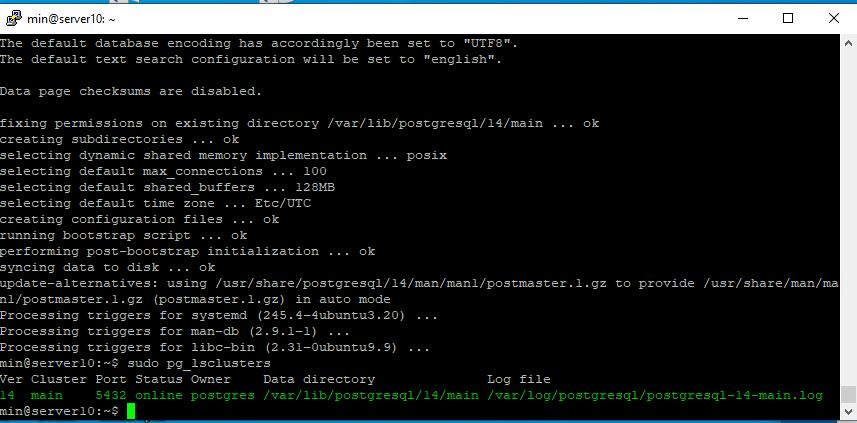 min@server10: ~
The default database encoding has accordingly been set to "UTF8".
The default text search configuration will be set to "english".
Data page checksums are disabled.
fixing permissions on existing directory /var/lib/postgresql/14/main ... ok
creating subdirectories ... ok
selecting dynamic shared memory implementation ... posix
selecting default max_connections ... 100
selecting default shared_buffers ... 128MB
selecting default time zone ... Etc/UTC
creating configuration files ... ok
running bootstrap script ... ok
performing post-bootstrap initialization ... ok
syncing data to disk ... ok
update-alternatives: using /usr/share/postgresql/14/man/man1/postmaster.1.gz to provide /usr/share/man/ma
n1/postmaster.1.gz (postmaster.1.gz) in auto mode
Processing triggers for systemd (245.4-4ubuntu3.20) ...
Processing triggers for man-db (2.9.1-1) ...
Processing triggers for libc-bin (2.31-0ubuntu9.9) ...
min@server10:~$ sudo pg_lsclusters
Ver Cluster Port Status Owner    Data directory              Log file
14  main    5432 online postgres /var/lib/postgresql/14/main /var/log/postgresql/postgresql-14-main.log
min@server10:~$